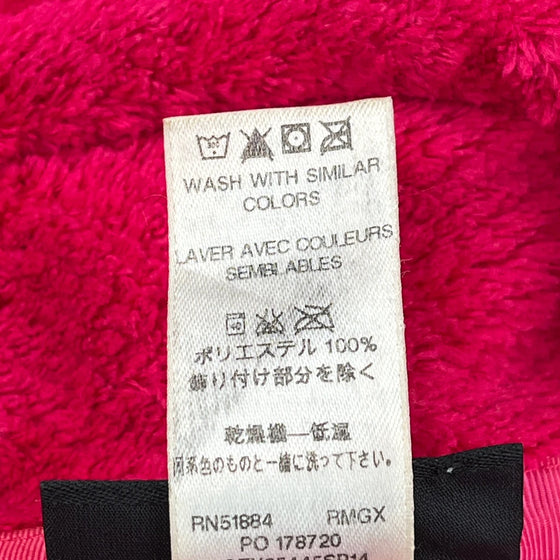 WASH WITH SIMILAR
COLORS
LAVER AVEC COULEURS
SEMBLABLES
ポリエステル 100%
飾り付け部分を除く
乾燥機—低温
同系色のものと一緒に洗って下さい。
RN51884 RMGX
PO 178720